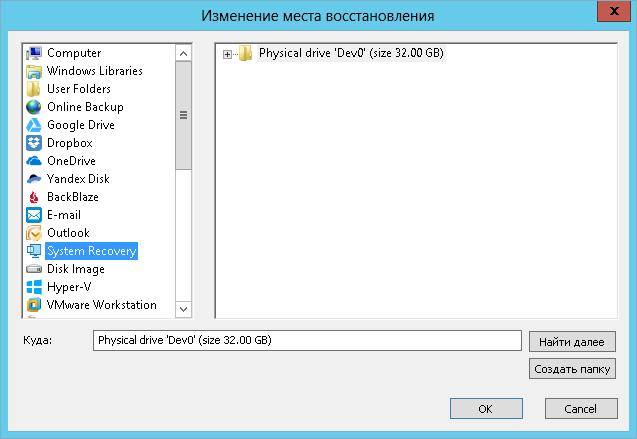 Изменение места восстановления
x
Computer
Windows Libraries
User Folders
Online Backup
Google Drive
Dropbox
OneDrive
Yandex Disk
BackBlaze
E-mail
Outlook
System Recovery
Disk Image
Hyper-V
VMware Workstation
Physical drive 'Dev0' (size 32.00 GB)
Куда:
Physical drive 'Dev0' (size 32.00 GB)
Найти далее
Создать папку
OK
Cancel